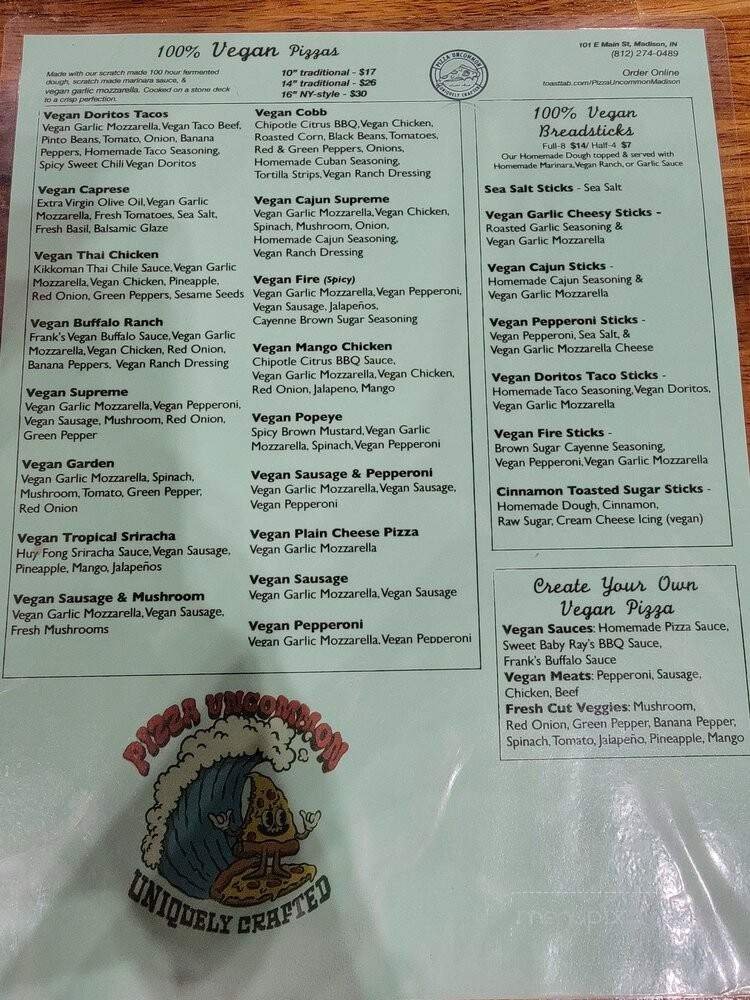 100% Vegan Pizzas
Made with our scratch made 100 hour fermented
dough, scratch made marinara sauce, &
vegan garlic mozzarella. Cooked on a stone deck
to a crisp perfection.
10" traditional - $17
14" traditional - $26
16" NY-style - $30
PIZZA UNCOMMON
UNIQUELY CRAFTED
101 E Main St, Madison, IN
(812) 274-0489
Order Online
toasttab.com/PizzaUncommonMadison
Vegan Doritos Tacos
Vegan Garlic Mozzarella, Vegan Taco Beef,
Pinto Beans, Tomato, Onion, Banana
Peppers, Homemade Taco Seasoning,
Spicy Sweet Chili Vegan Doritos
Vegan Caprese
Extra Virgin Olive Oil, Vegan Garlic
Mozzarella, Fresh Tomatoes, Sea Salt,
Fresh Basil, Balsamic Glaze
Vegan Thai Chicken
Kikkoman Thai Chile Sauce, Vegan Garlic
Mozzarella, Vegan Chicken, Pineapple,
Red Onion, Green Peppers, Sesame Seeds
Vegan Buffalo Ranch
Frank's Vegan Buffalo Sauce, Vegan Garlic
Mozzarella, Vegan Chicken, Red Onion,
Banana Peppers, Vegan Ranch Dressing
Vegan Supreme
Vegan Garlic Mozzarella, Vegan Pepperoni,
Vegan Sausage, Mushroom, Red Onion,
Green Pepper
Vegan Garden
Vegan Garlic Mozzarella, Spinach,
Mushroom, Tomato, Green Pepper,
Red Onion
Vegan Tropical Sriracha
Huy Fong Sriracha Sauce, Vegan Sausage,
Pineapple, Mango, Jalapeños
Vegan Sausage & Mushroom
Vegan Garlic Mozzarella, Vegan Sausage,
Fresh Mushrooms
Vegan Cobb
Chipotle Citrus BBQ, Vegan Chicken,
Roasted Corn, Black Beans, Tomatoes,
Red & Green Peppers, Onions,
Homemade Cuban Seasoning,
Tortilla Strips, Vegan Ranch Dressing
Vegan Cajun Supreme
Vegan Garlic Mozzarella, Vegan Chicken,
Spinach, Mushroom, Onion,
Homemade Cajun Seasoning,
Vegan Ranch Dressing
Vegan Fire (Spicy)
Vegan Garlic Mozzarella, Vegan Pepperoni,
Vegan Sausage, Jalapeños,
Cayenne Brown Sugar Seasoning
Vegan Mango Chicken
Chipotle Citrus BBQ Sauce,
Vegan Garlic Mozzarella, Vegan Chicken,
Red Onion, Jalapeno, Mango
Vegan Popeye
Spicy Brown Mustard, Vegan Garlic
Mozzarella, Spinach, Vegan Pepperoni
Vegan Sausage & Pepperoni
Vegan Garlic Mozzarella, Vegan Sausage,
Vegan Pepperoni
Vegan Plain Cheese Pizza
Vegan Garlic Mozzarella
Vegan Sausage
Vegan Garlic Mozzarella, Vegan Sausage
Vegan Pepperoni
Vegan Garlic Mozzarella, Vegan Pepperoni
100% Vegan
Breadsticks
Full-8 $14/ Half-4 $7
Our Homemade Dough topped & served with
Homemade Marinara, Vegan Ranch, or Garlic Sauce
Sea Salt Sticks - Sea Salt
Vegan Garlic Cheesy Sticks -
Roasted Garlic Seasoning &
Vegan Garlic Mozzarella
Vegan Cajun Sticks -
Homemade Cajun Seasoning &
Vegan Garlic Mozzarella
Vegan Pepperoni Sticks -
Vegan Pepperoni, Sea Salt, &
Vegan Garlic Mozzarella Cheese
Vegan Doritos Taco Sticks -
Homemade Taco Seasoning, Vegan Doritos,
Vegan Garlic Mozzarella
Vegan Fire Sticks -
Brown Sugar Cayenne Seasoning,
Vegan Pepperoni, Vegan Garlic Mozzarella
Cinnamon Toasted Sugar Sticks -
Homemade Dough, Cinnamon,
Raw Sugar, Cream Cheese Icing (vegan)
Create Your Own
Vegan Pizza
Vegan Sauces: Homemade Pizza Sauce,
Sweet Baby Ray's BBQ Sauce,
Frank's Buffalo Sauce
Vegan Meats: Pepperoni, Sausage,
Chicken, Beef
Fresh Cut Veggies: Mushroom,
Red Onion, Green Pepper, Banana Pepper,
Spinach, Tomato, Jalapeño, Pineapple, Mango
PIZZA UNCOMMON
UNIQUELY CRAFTED